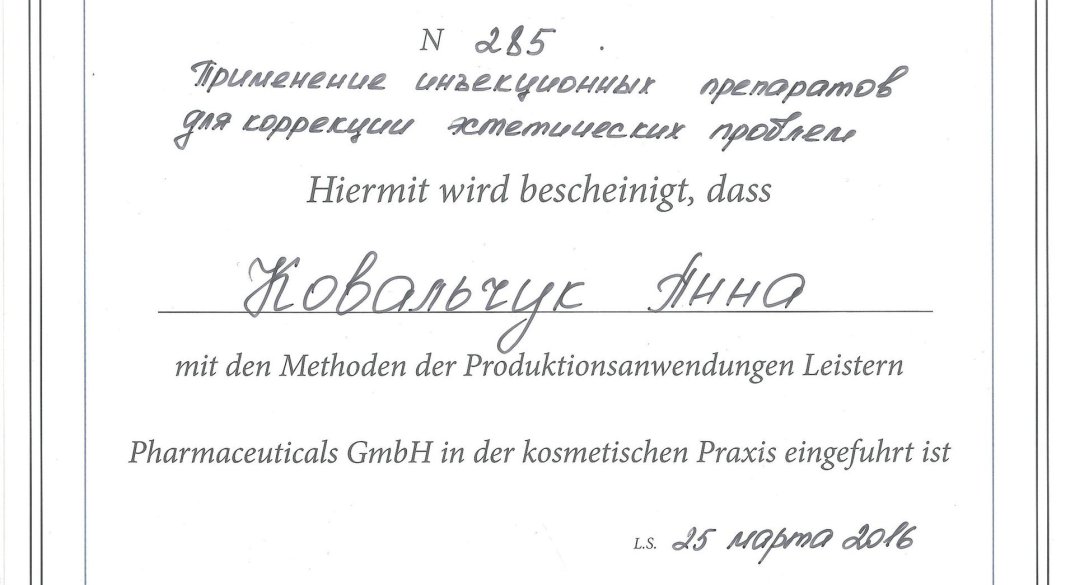 N 285.
Применение инъекционных препаратов
для коррекции эстетических проблем
Hiermit wird bescheinigt, dass
Ковальчук Анна
mit den Methoden der Produktionsanwendungen Leistern
Pharmaceuticals GmbH in der kosmetischen Praxis eingefuhrt ist
L.S. 25 марта 2016